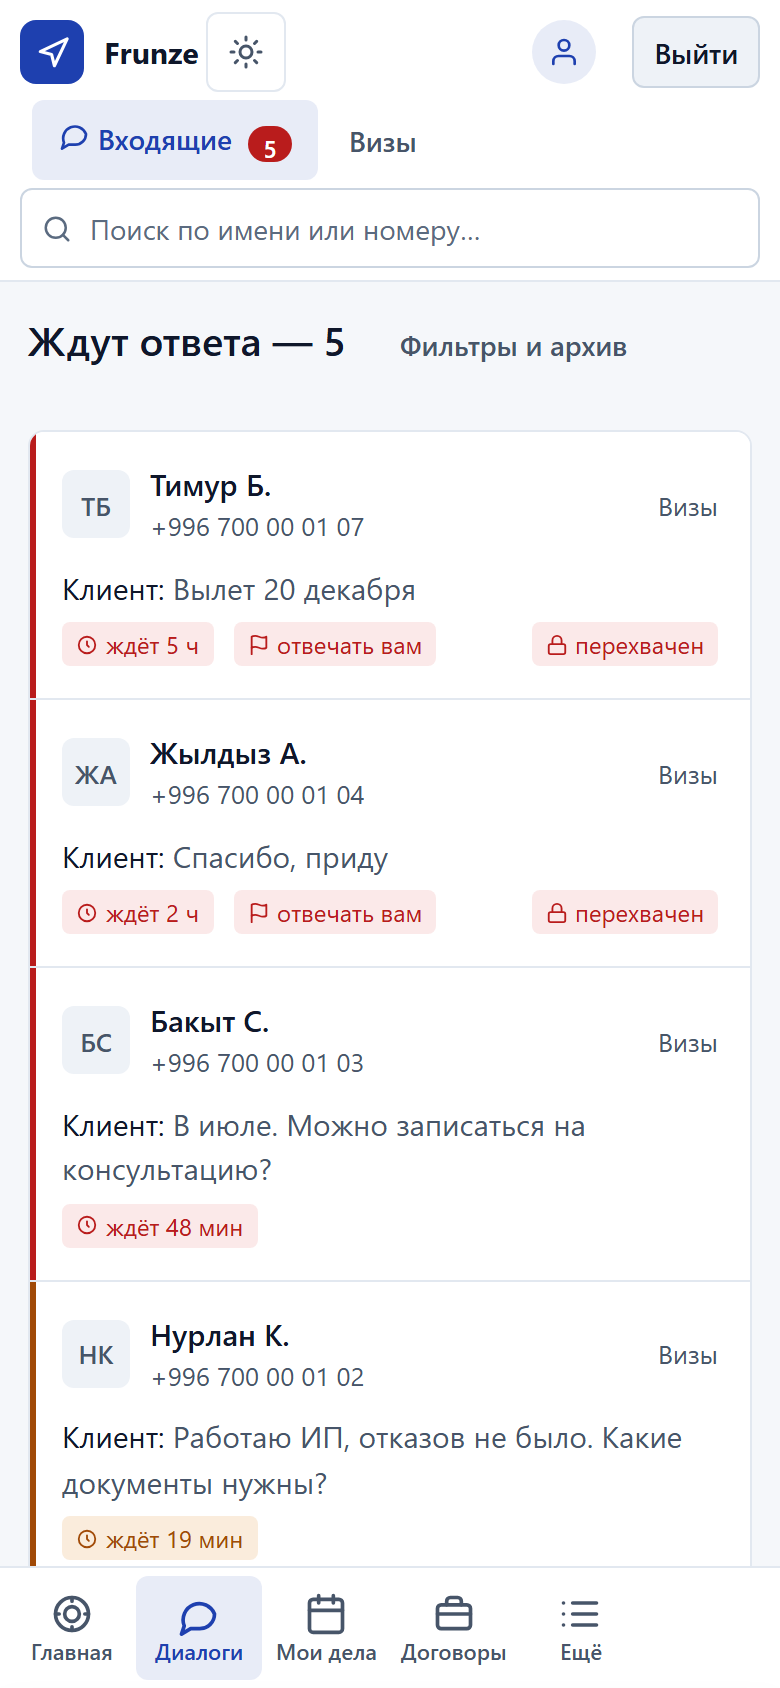 Frunze
Выйти
Входящие 5 Визы
Поиск по имени или номеру...
Ждут ответа — 5 Фильтры и архив
ТБ Тимур Б. Визы
+996 700 00 01 07
Клиент: Вылет 20 декабря
ждёт 5 ч отвечать вам перехвачен
ЖА Жылдыз А. Визы
+996 700 00 01 04
Клиент: Спасибо, приду
ждёт 2 ч отвечать вам перехвачен
БС Бакыт С. Визы
+996 700 00 01 03
Клиент: В июле. Можно записаться на
консультацию?
ждёт 48 мин
НК Нурлан К. Визы
+996 700 00 01 02
Клиент: Работаю ИП, отказов не было. Какие
документы нужны?
ждёт 19 мин
Главная Диалоги Мои дела Договоры Ещё